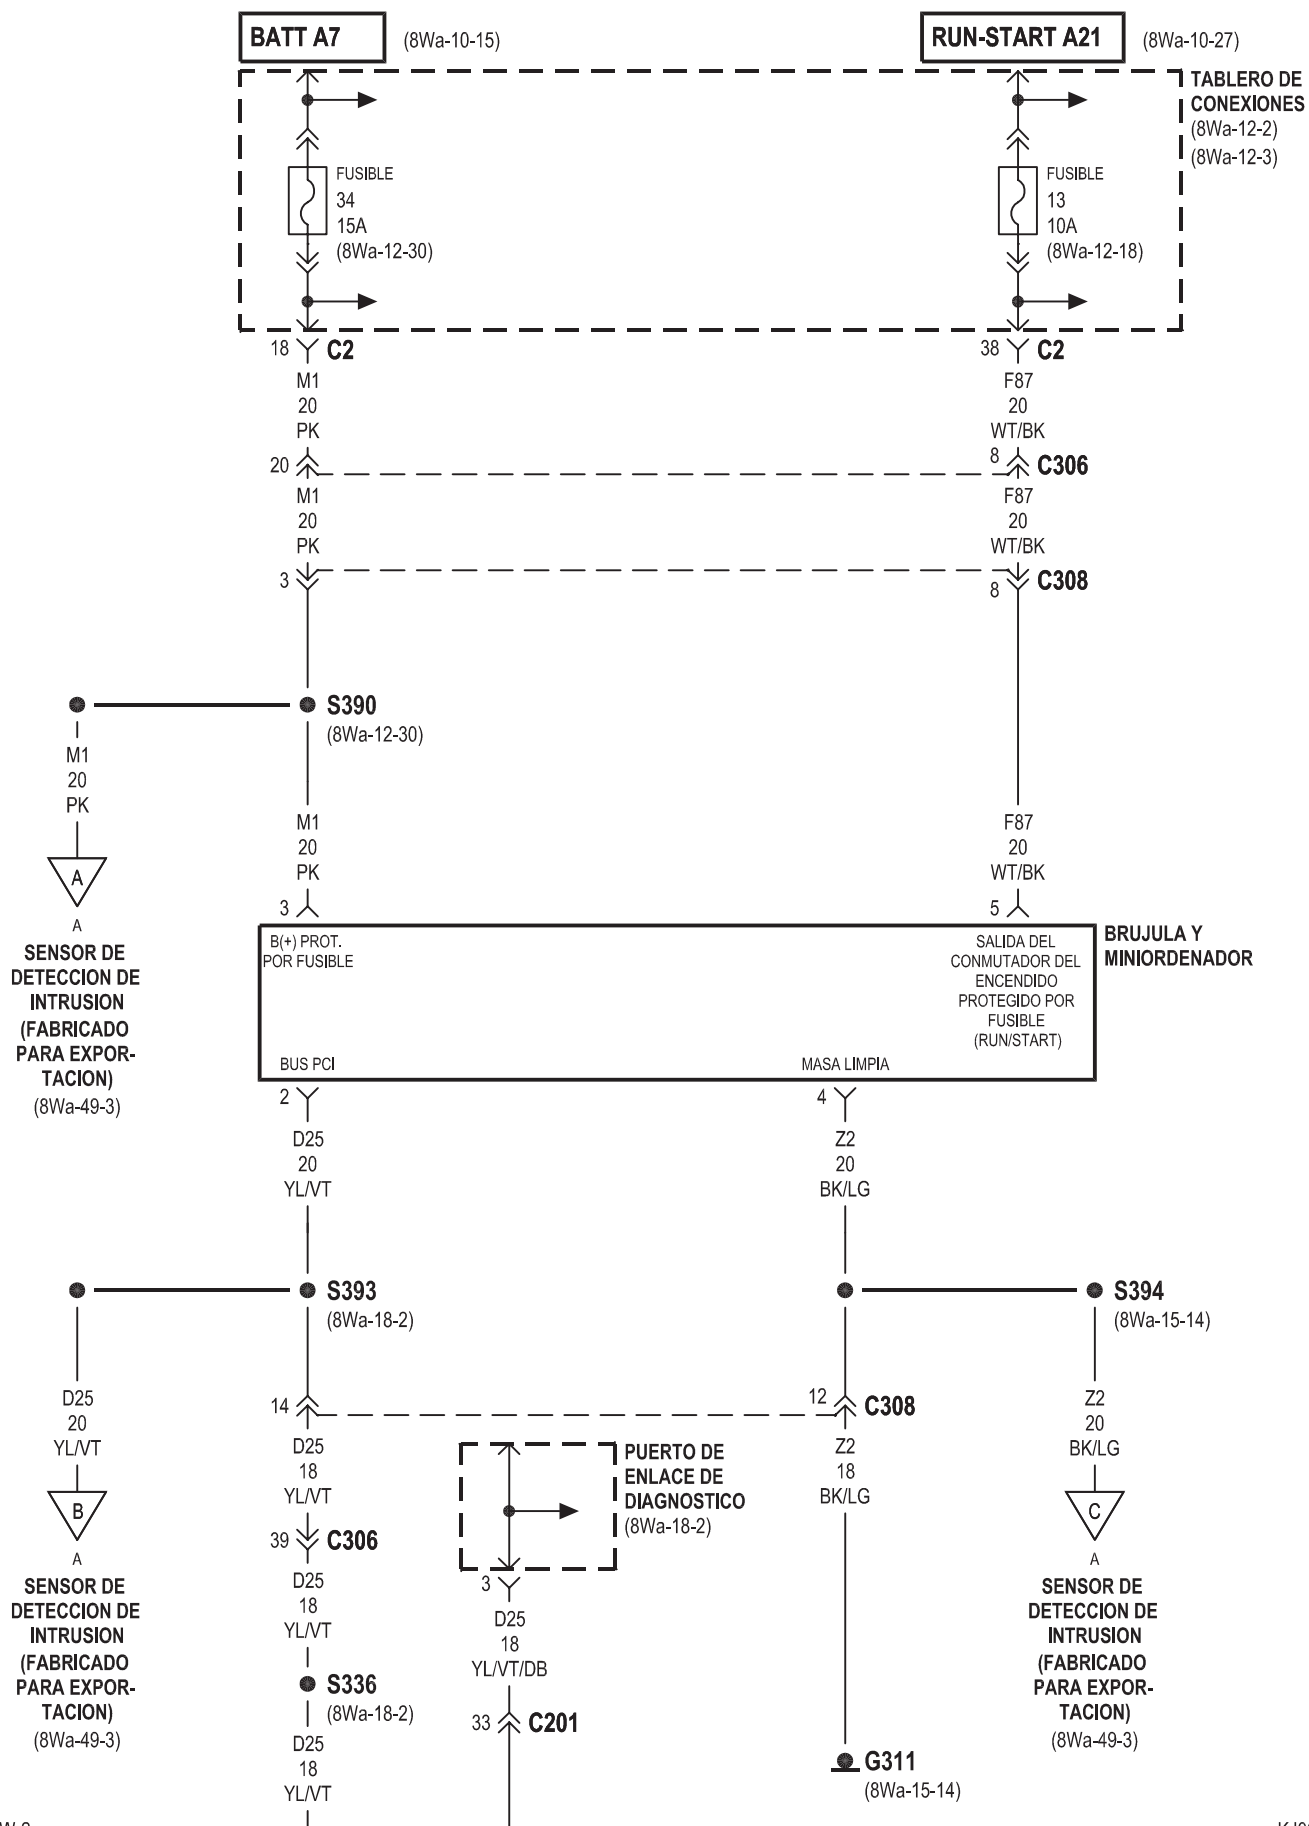 BATT A7
(8Wa-10-15)
RUN-START A21
(8Wa-10-27)
TABLERO DE
CONEXIONES
(8Wa-12-2)
(8Wa-12-3)
FUSIBLE
34
15A
(8Wa-12-30)
FUSIBLE
13
10A
(8Wa-12-18)
18
C2
38
C2
M1
20
PK
F87
20
WT/BK
20
8
C306
M1
20
PK
F87
20
WT/BK
3
8
C308
S390
(8Wa-12-30)
M1
20
PK
A
A
SENSOR DE
DETECCION DE
INTRUSION
(FABRICADO
PARA EXPOR-
TACION)
(8Wa-49-3)
M1
20
PK
3
F87
20
WT/BK
5
B(+) PROT.
POR FUSIBLE
SALIDA DEL
CONMUTADOR DEL
ENCENDIDO
PROTEGIDO POR
FUSIBLE
(RUN/START)
BRUJULA Y
MINIORDENADOR
BUS PCI
MASA LIMPIA
2
4
D25
20
YL/VT
Z2
20
BK/LG
S393
(8Wa-18-2)
S394
(8Wa-15-14)
D25
20
YL/VT
B
A
SENSOR DE
DETECCION DE
INTRUSION
(FABRICADO
PARA EXPOR-
TACION)
(8Wa-49-3)
14
12
C308
D25
18
YL/VT
39
C306
D25
18
YL/VT
S336
(8Wa-18-2)
D25
18
YL/VT
PUERTO DE
ENLACE DE
DIAGNOSTICO
(8Wa-18-2)
3
D25
18
YL/VT/DB
33
C201
Z2
18
BK/LG
G311
(8Wa-15-14)
Z2
20
BK/LG
C
A
SENSOR DE
DETECCION DE
INTRUSION
(FABRICADO
PARA EXPOR-
TACION)
(8Wa-49-3)